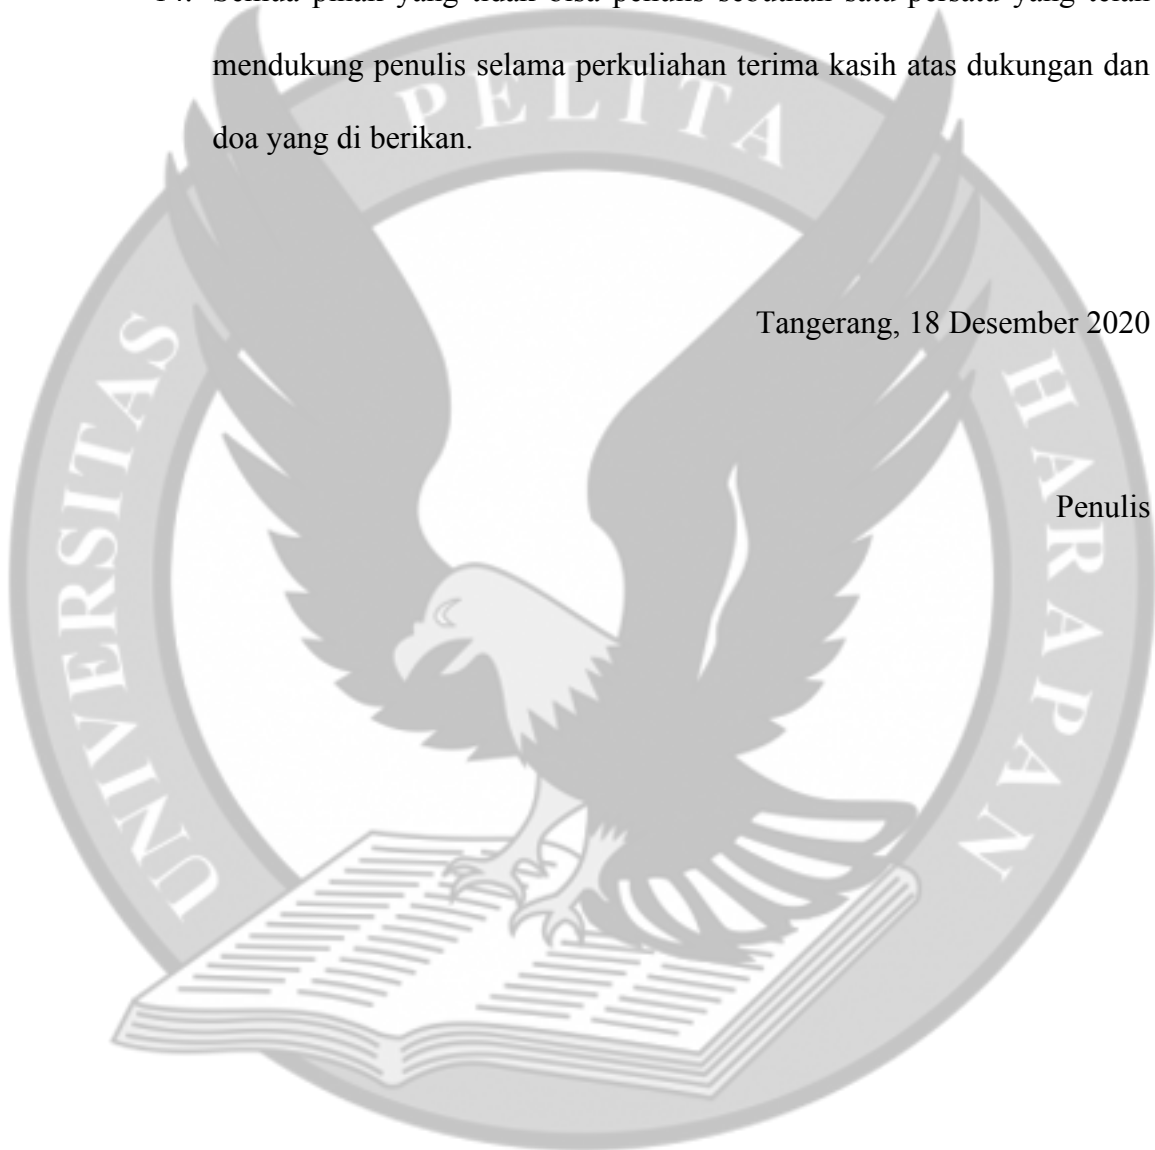 14. Semua pihak yang tidak bisa penulis sebutkan satu persatu yang telah
mendukung penulis selama perkuliahan terima kasih atas dukungan dan
doa yang di berikan.
Tangerang, 18 Desember 2020
Penulis
UNIVERSITAS PELITA HARAPAN